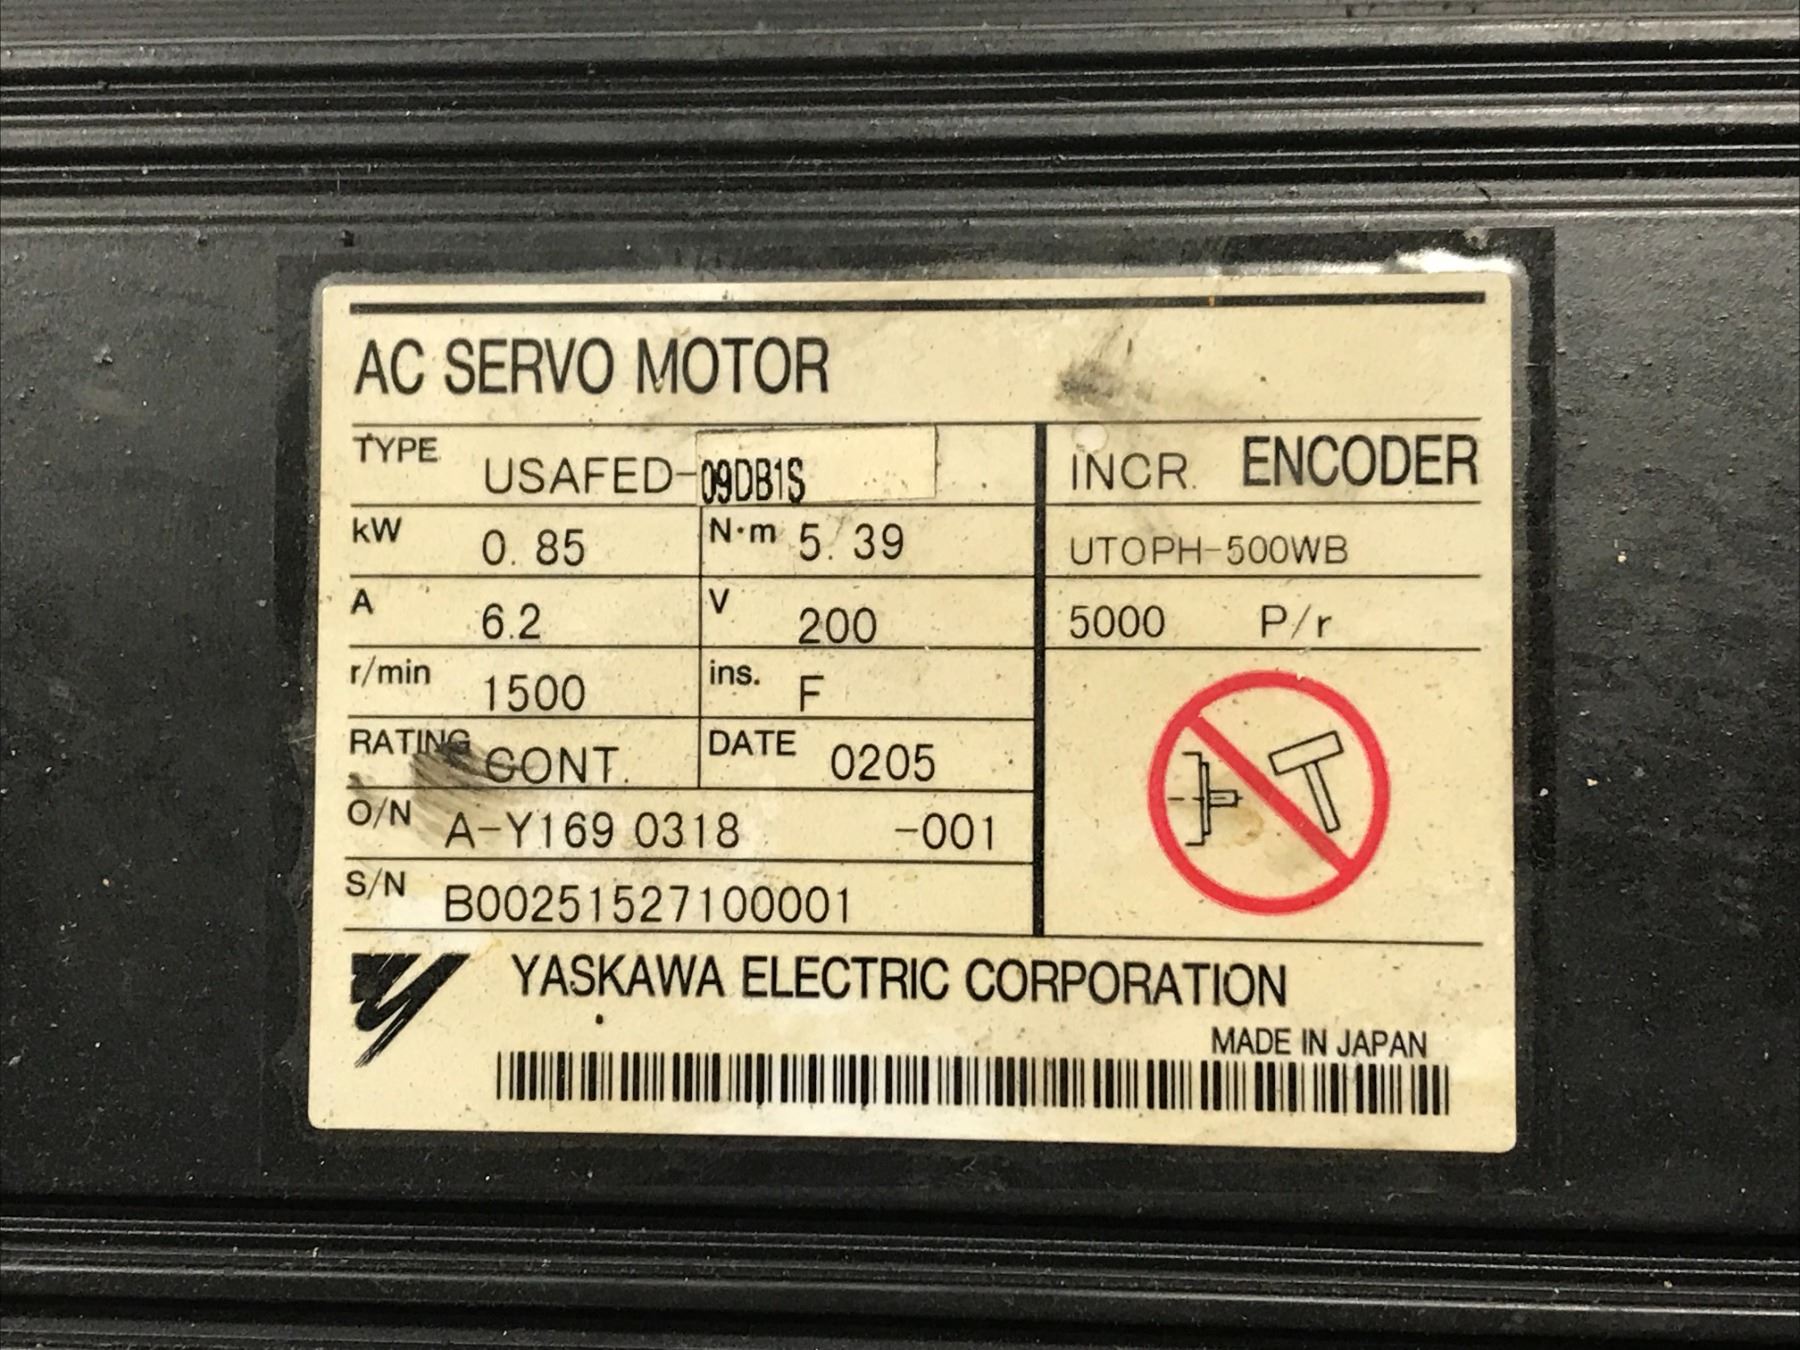 AC SERVO MOTOR
TYPE USAFED-09DB1S
INCR. ENCODER
kW 0.85 N·m 5.39
UTOPH-500WB
A 6.2 V 200
5000 P/r
r/min 1500 ins. F
RATING CONT. DATE 0205
O/N A-Y169 0318 -001
S/N B00251527100001
YASKAWA ELECTRIC CORPORATION
MADE IN JAPAN